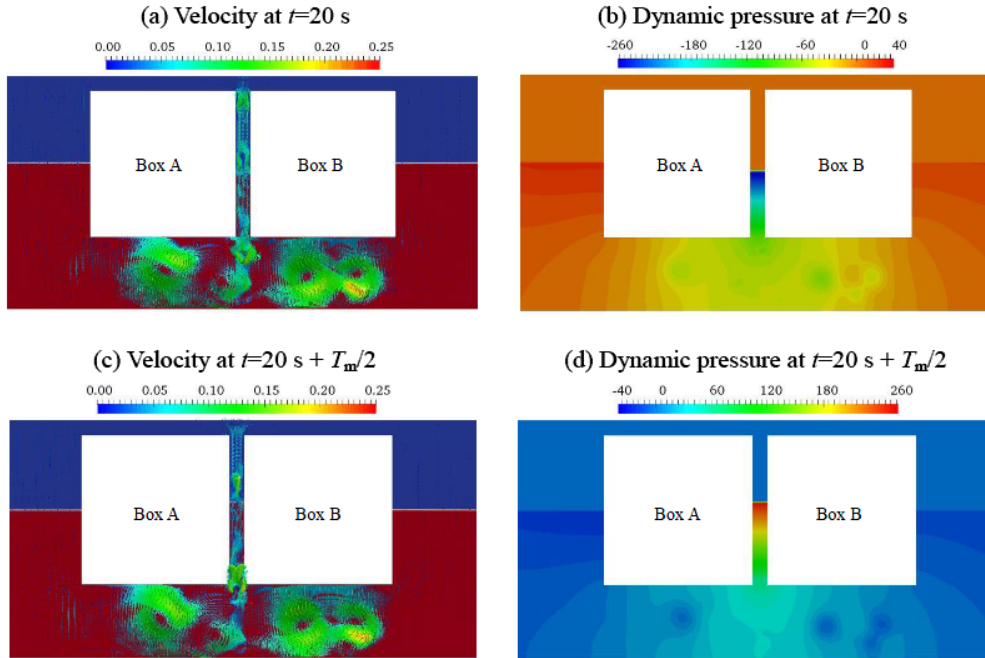 (a) Velocity at t=20 s
(b) Dynamic pressure at t=20 s
0.00 0.05 0.10 0.15 0.20 0.25
-260 -180 -120 -60 0 40
Box A
Box B
Box A
Box B
(c) Velocity at t=20 s + Tm/2
(d) Dynamic pressure at t=20 s + Tm/2
0.00 0.05 0.10 0.15 0.20 0.25
-40 0 60 120 180 260
Box A
Box B
Box A
Box B